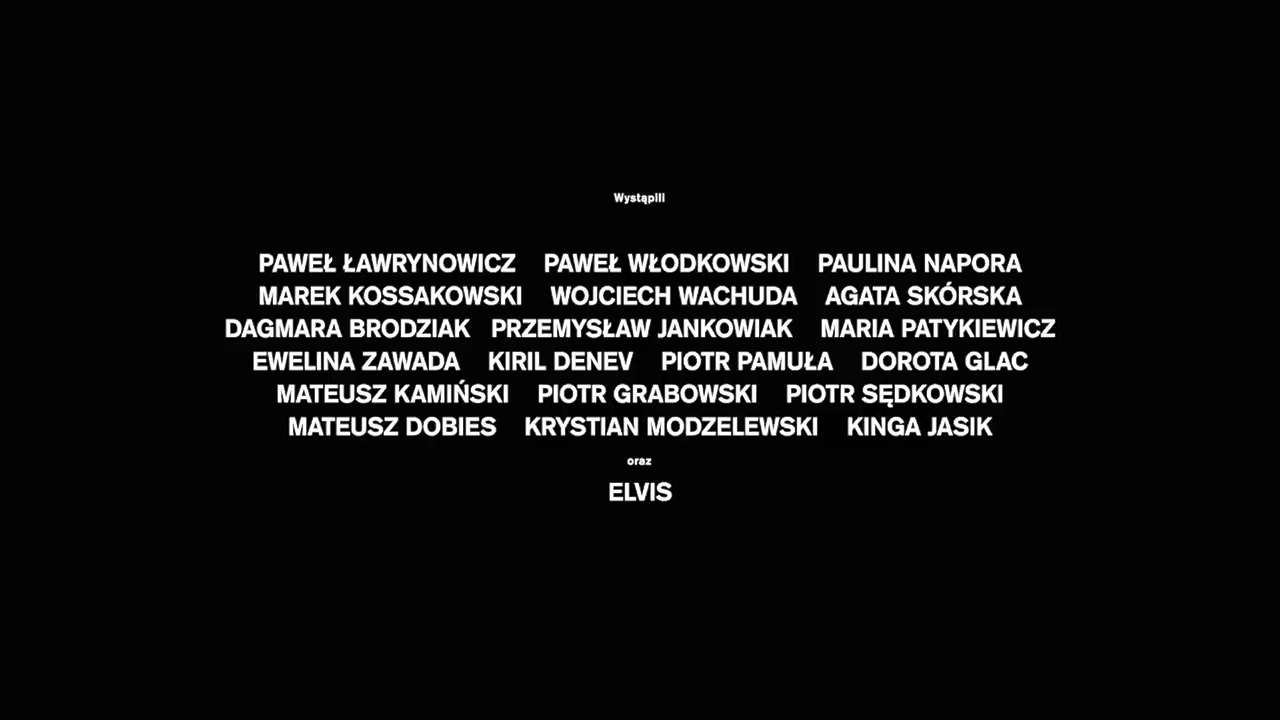 Wystąpili
PAWEŁ ŁAWRYNOWICZ PAWEŁ WŁODKOWSKI PAULINA NAPORA
MAREK KOSSAKOWSKI WOJCIECH WACHUDA AGATA SKÓRSKA
DAGMARA BRODZIAK PRZEMYSŁAW JANKOWIAK MARIA PATYKIEWICZ
EWELINA ZAWADA KIRIL DENEV PIOTR PAMUŁA DOROTA GLAC
MATEUSZ KAMIŃSKI PIOTR GRABOWSKI PIOTR SĘDKOWSKI
MATEUSZ DOBIES KRYSTIAN MODZELEWSKI KINGA JASIK
oraz
ELVIS